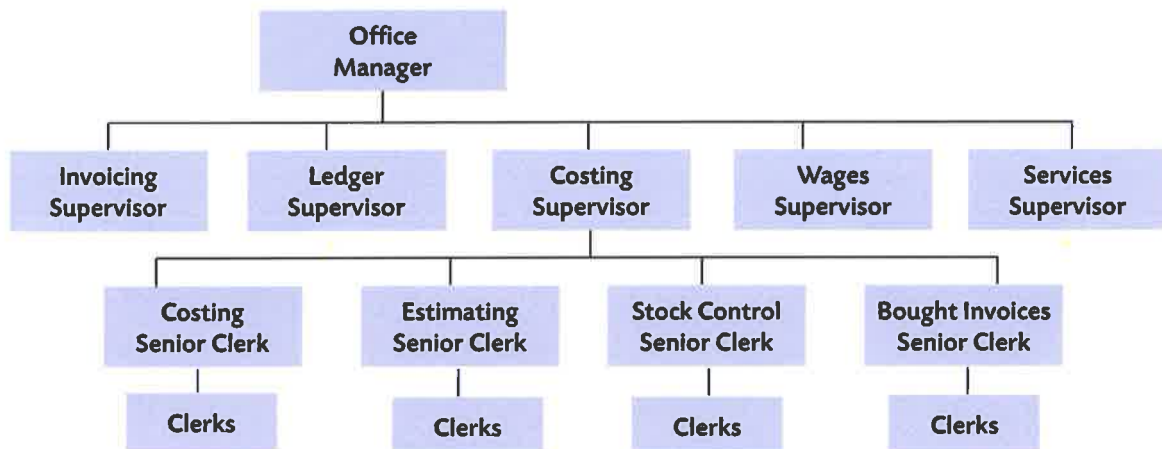 Office
Manager
Invoicing
Supervisor
Ledger
Supervisor
Costing
Supervisor
Wages
Supervisor
Services
Supervisor
Costing
Senior Clerk
Estimating
Senior Clerk
Stock Control
Senior Clerk
Bought Invoices
Senior Clerk
Clerks
Clerks
Clerks
Clerks